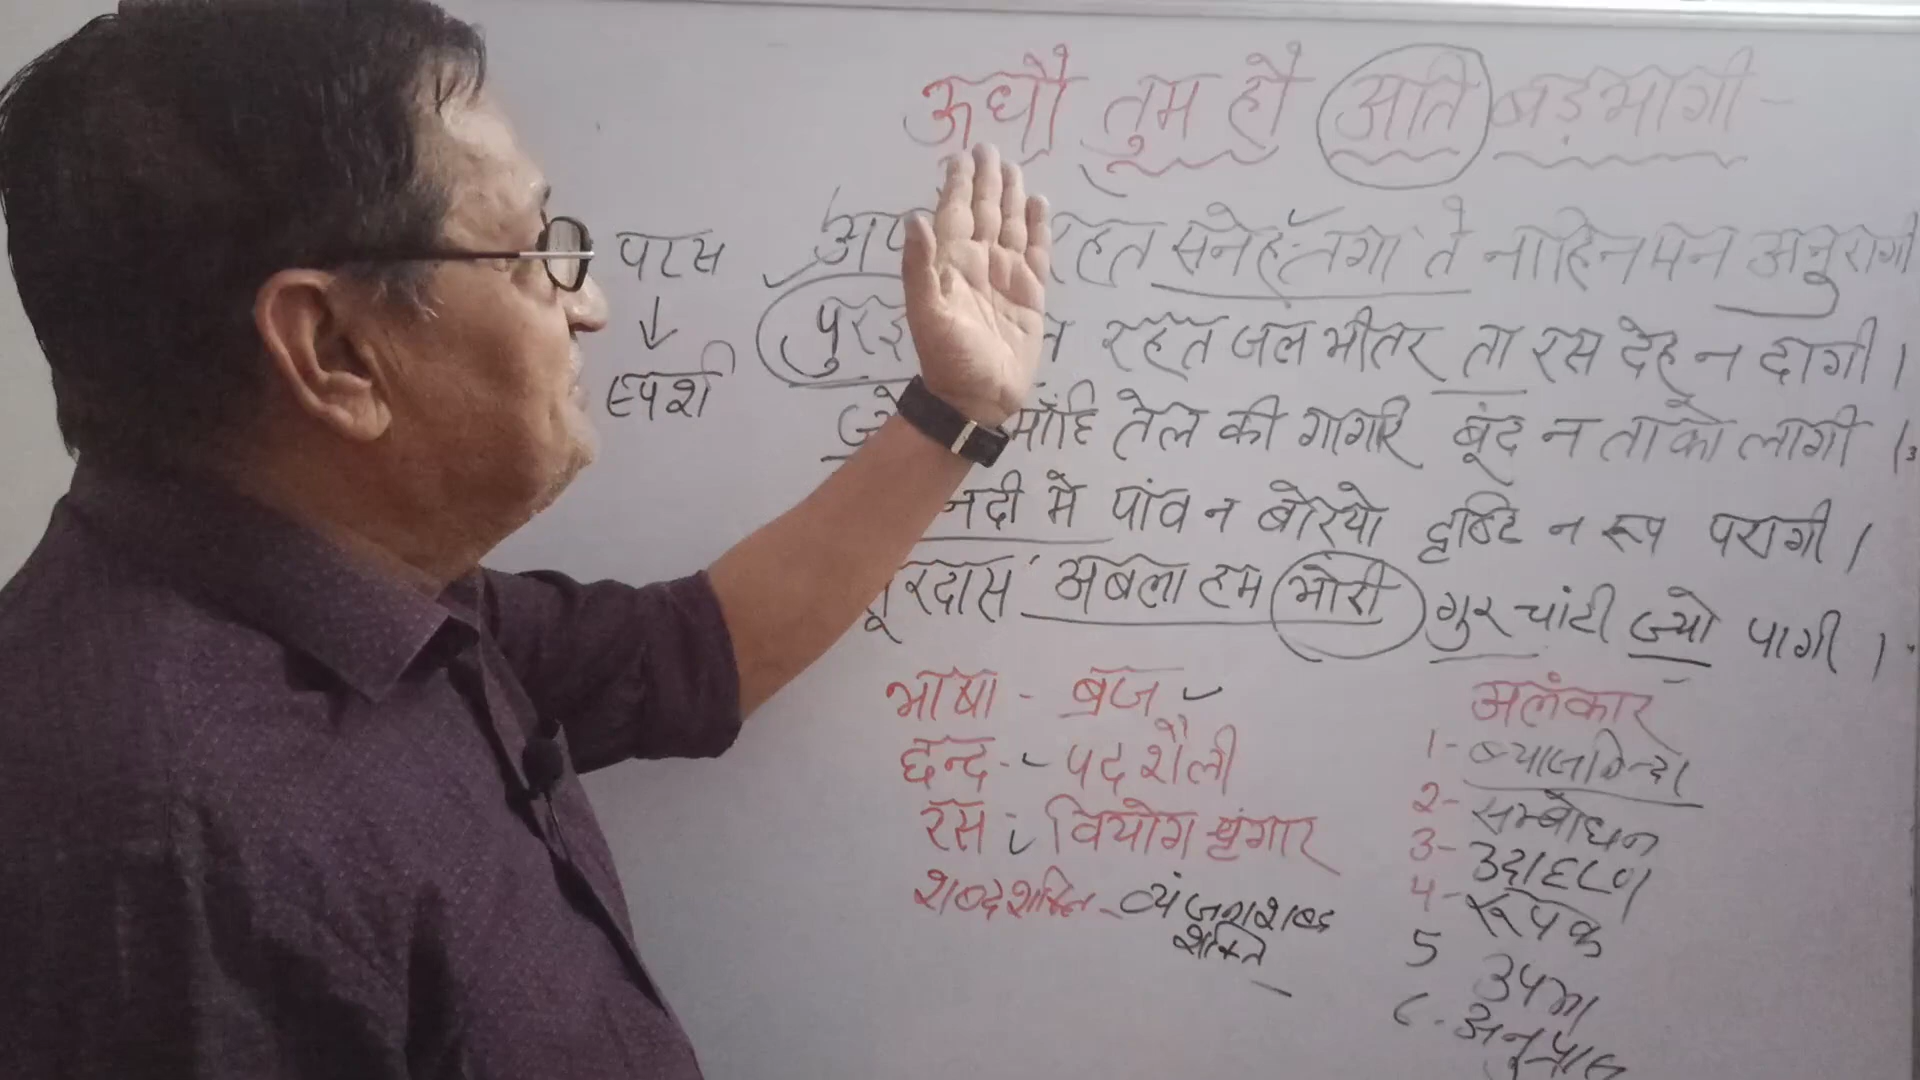 ऊधौ तुम हौ अति बड़भागी -
रहत सनेह तगा तें नाहिन मन अनुरागी
परस
↓
स्पर्श
रहत जल भीतर ता रस देह न दागी ।
माँहि तेल की गागरि बूंद न ताको लागी ।
नदी में पांव न बोरयो दृष्टि न रूप परागी ।
सूरदास अबला हम भोरी गुर चांटी ज्यो पागी ।
भाषा - ब्रज
छन्द - पद शैली
रस : वियोग श्रृंगार
शब्दशक्ति - व्यंजना शब्द
शक्ति
अलंकार
1- ब्याजनिन्दा
2- सम्बोधन
3- उदाहरण
4- रूपक
5 उपमा
6. अनुप्रास